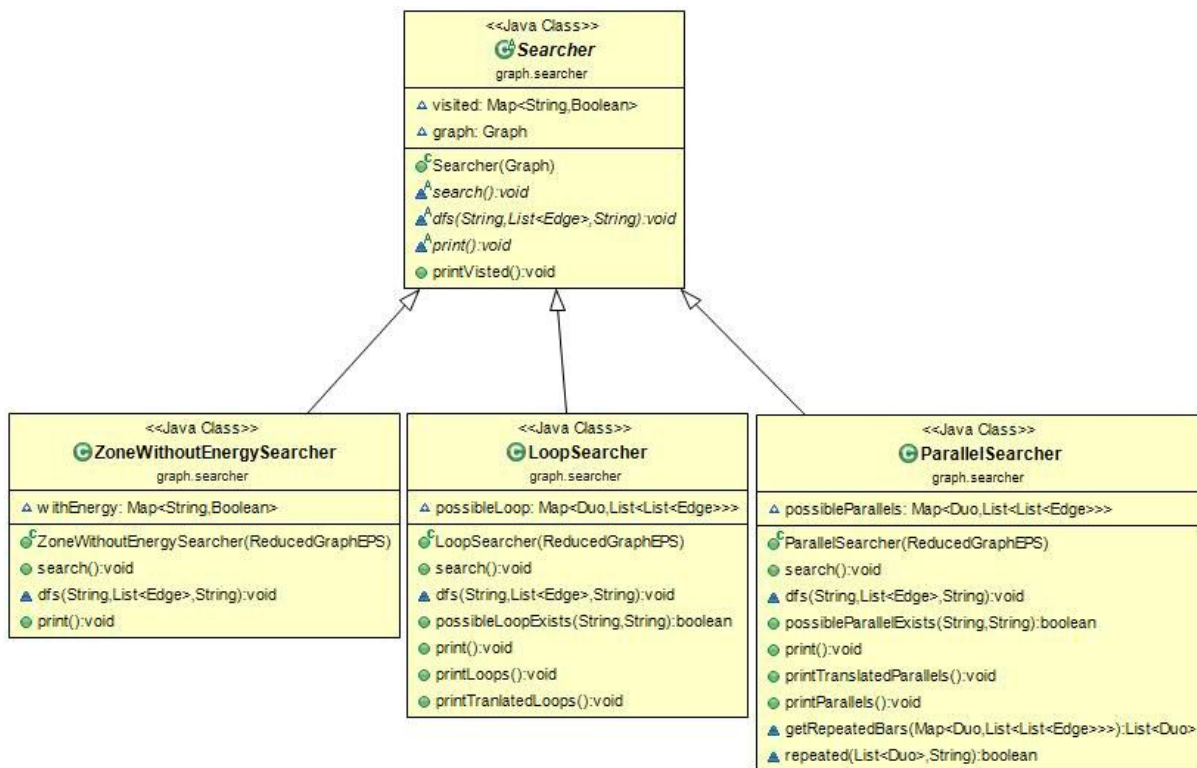 <<Java Class>>
Searcher
graph.searcher
visited: Map<String,Boolean>
graph: Graph
Searcher(Graph)
search():void
dfs(String,List<Edge>,String):void
print():void
printVisted():void
<<Java Class>>
ZoneWithoutEnergySearcher
graph.searcher
withEnergy: Map<String,Boolean>
ZoneWithoutEnergySearcher(ReducedGraphEPS)
search():void
dfs(String,List<Edge>,String):void
print():void
<<Java Class>>
LoopSearcher
graph.searcher
possibleLoop: Map<Duo,List<List<Edge>>>
LoopSearcher(ReducedGraphEPS)
search():void
dfs(String,List<Edge>,String):void
possibleLoopExists(String,String):boolean
print():void
printLoops():void
printTranlatedLoops():void
<<Java Class>>
ParallelSearcher
graph.searcher
possibleParallels: Map<Duo,List<List<Edge>>>
ParallelSearcher(ReducedGraphEPS)
search():void
dfs(String,List<Edge>,String):void
possibleParallelExists(String,String):boolean
print():void
printTranslatedParallels():void
printParallels():void
getRepeatedBars(Map<Duo,List<List<Edge>>>):List<Duo>
repeated(List<Duo>,String):boolean